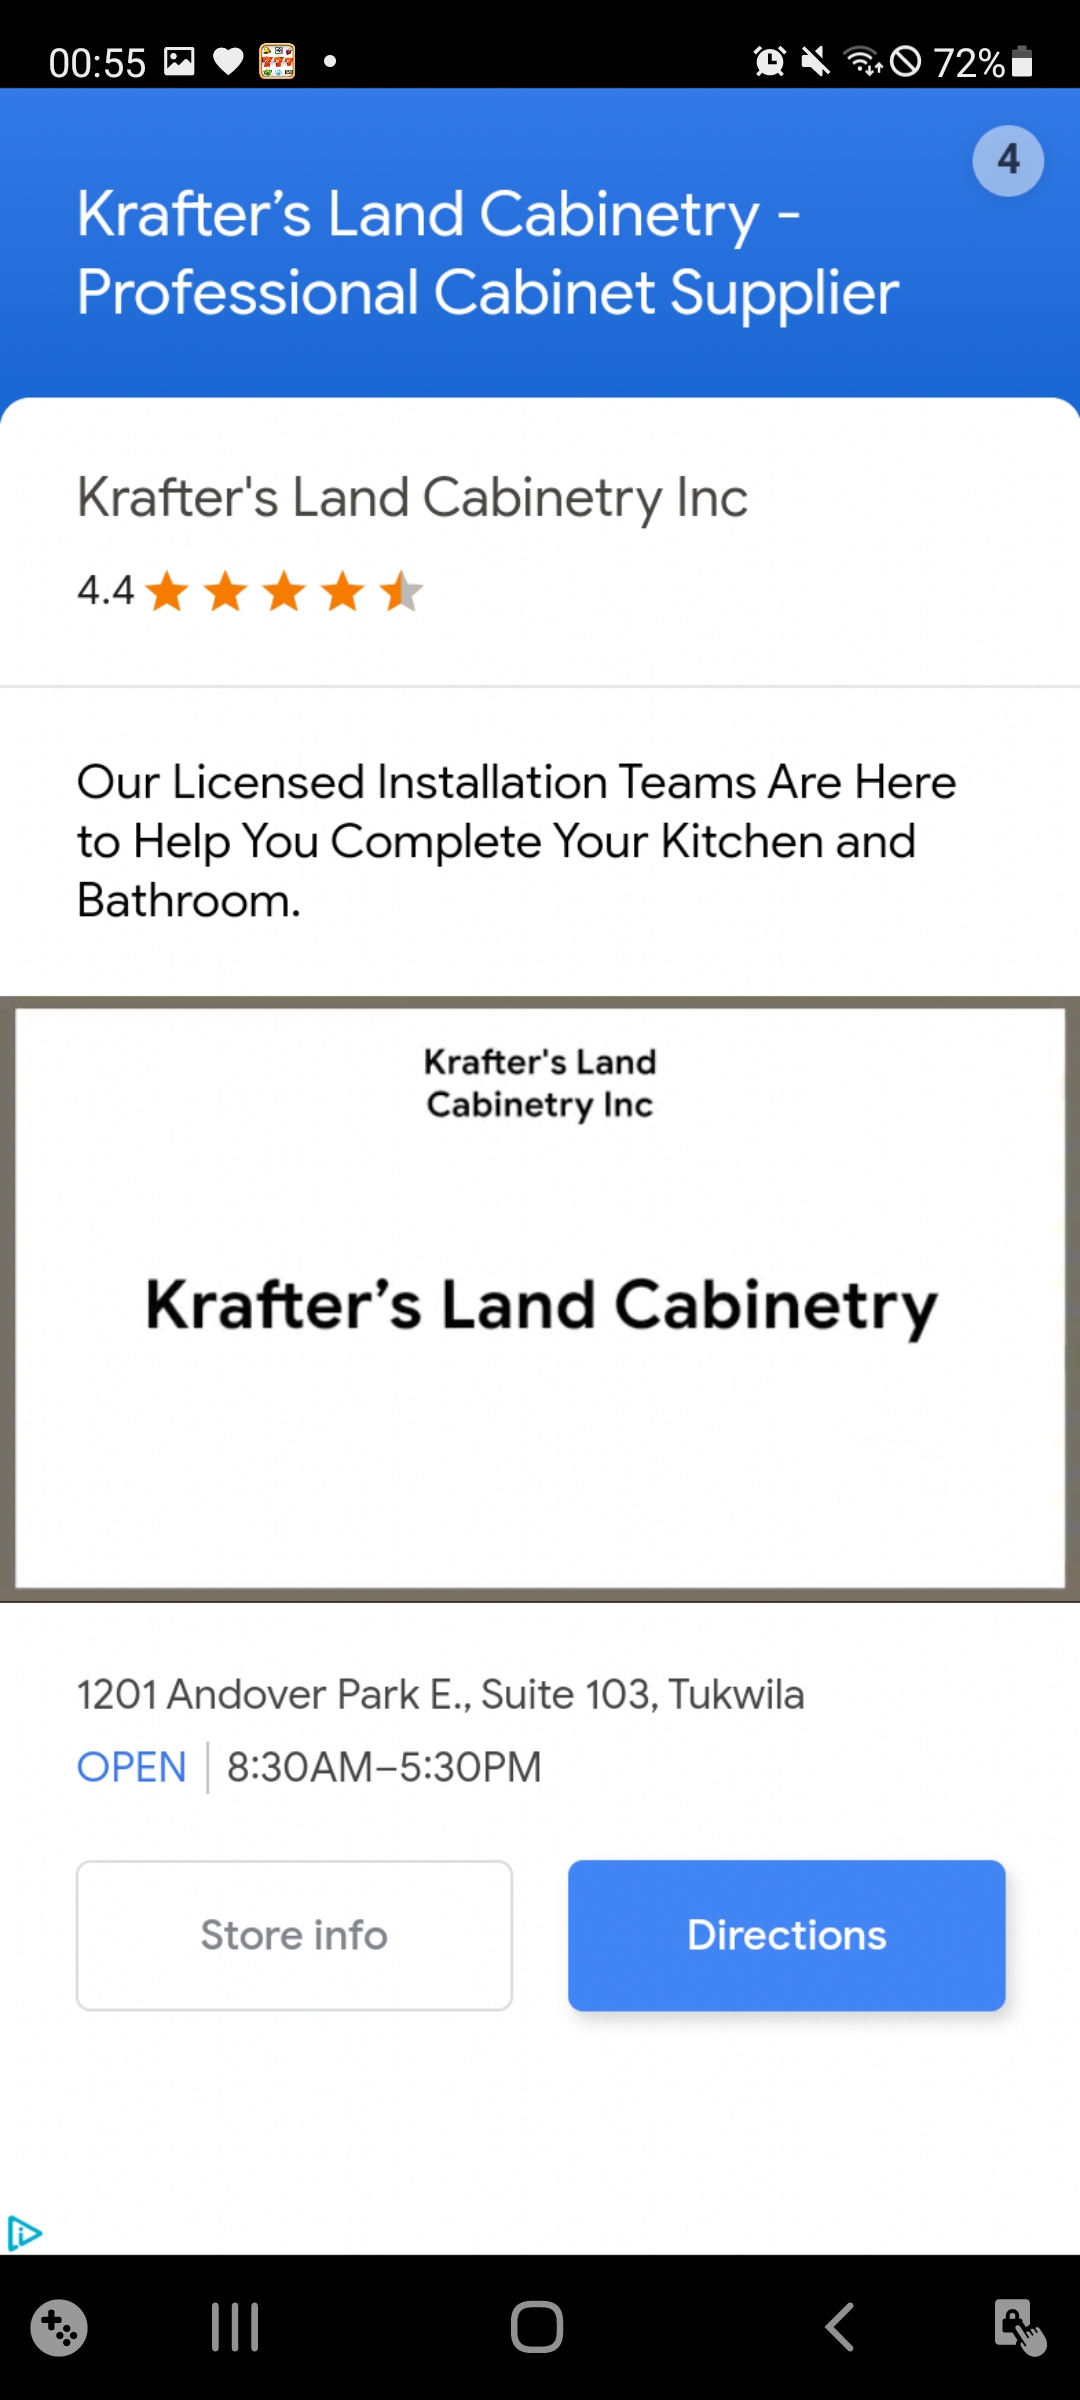 00:55
72%
4
Krafter’s Land Cabinetry -
Professional Cabinet Supplier
Krafter's Land Cabinetry Inc
4.4
Our Licensed Installation Teams Are Here
to Help You Complete Your Kitchen and
Bathroom.
Krafter's Land
Cabinetry Inc
Krafter’s Land Cabinetry
1201 Andover Park E., Suite 103, Tukwila
OPEN 8:30AM–5:30PM
Store info
Directions